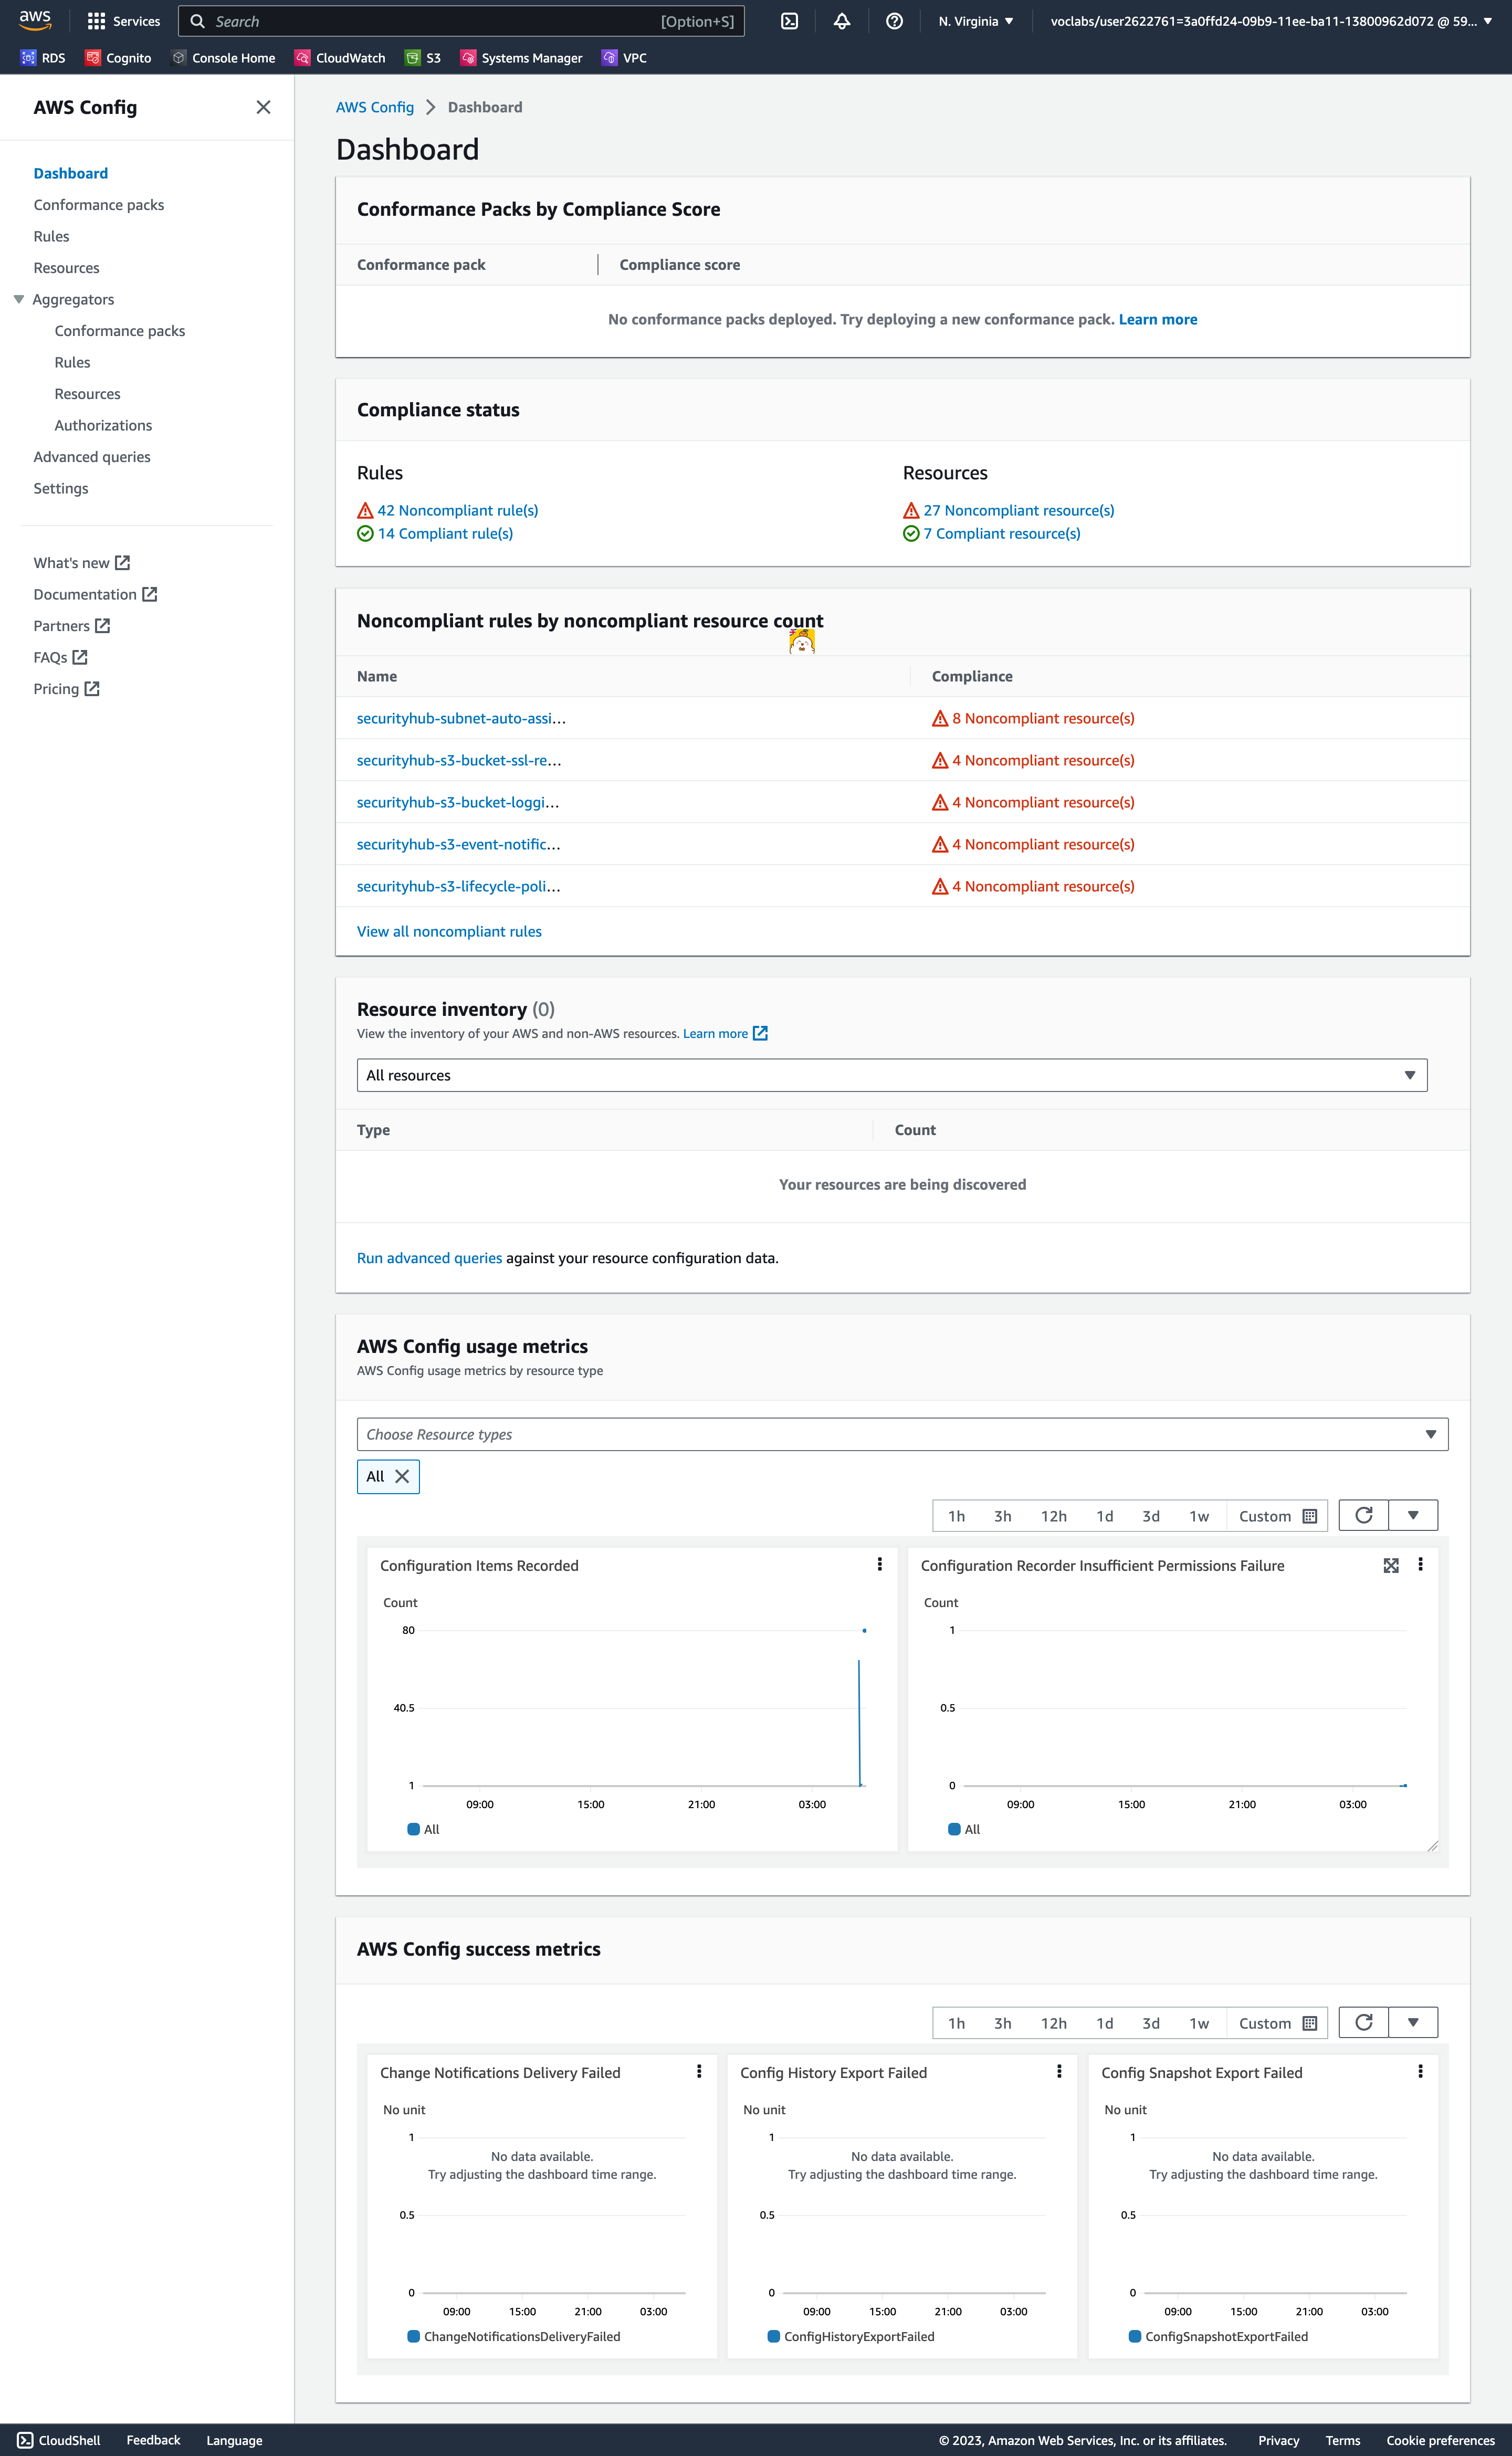 aws
Services
Search
[Option+S]
N. Virginia
voclabs/user2622761=3a0ffd24-09b9-11ee-ba11-13800962d072 @ 59...
RDS
Cognito
Console Home
CloudWatch
S3
Systems Manager
VPC
AWS Config
Dashboard
Conformance packs
Rules
Resources
Aggregators
Conformance packs
Rules
Resources
Authorizations
Advanced queries
Settings
What's new
Documentation
Partners
FAQs
Pricing
AWS Config
Dashboard
Dashboard
Conformance Packs by Compliance Score
Conformance pack
Compliance score
No conformance packs deployed. Try deploying a new conformance pack. Learn more
Compliance status
Rules
42 Noncompliant rule(s)
14 Compliant rule(s)
Resources
27 Noncompliant resource(s)
7 Compliant resource(s)
Noncompliant rules by noncompliant resource count
Name
Compliance
securityhub-subnet-auto-assi...
8 Noncompliant resource(s)
securityhub-s3-bucket-ssl-re...
4 Noncompliant resource(s)
securityhub-s3-bucket-loggi...
4 Noncompliant resource(s)
securityhub-s3-event-notific...
4 Noncompliant resource(s)
securityhub-s3-lifecycle-poli...
4 Noncompliant resource(s)
View all noncompliant rules
Resource inventory (0)
View the inventory of your AWS and non-AWS resources. Learn more
All resources
Type
Count
Your resources are being discovered
Run advanced queries against your resource configuration data.
AWS Config usage metrics
AWS Config usage metrics by resource type
Choose Resource types
All
1h
3h
12h
1d
3d
1w
Custom
Configuration Items Recorded
Count
80
40.5
1
09:00
15:00
21:00
03:00
All
Configuration Recorder Insufficient Permissions Failure
Count
1
0.5
0
09:00
15:00
21:00
03:00
All
AWS Config success metrics
1h
3h
12h
1d
3d
1w
Custom
Change Notifications Delivery Failed
No unit
1
No data available.
Try adjusting the dashboard time range.
0.5
0
09:00
15:00
21:00
03:00
ChangeNotificationsDeliveryFailed
Config History Export Failed
No unit
1
No data available.
Try adjusting the dashboard time range.
0.5
0
09:00
15:00
21:00
03:00
ConfigHistoryExportFailed
Config Snapshot Export Failed
No unit
1
No data available.
Try adjusting the dashboard time range.
0.5
0
09:00
15:00
21:00
03:00
ConfigSnapshotExportFailed
CloudShell
Feedback
Language
© 2023, Amazon Web Services, Inc. or its affiliates.
Privacy
Terms
Cookie preferences